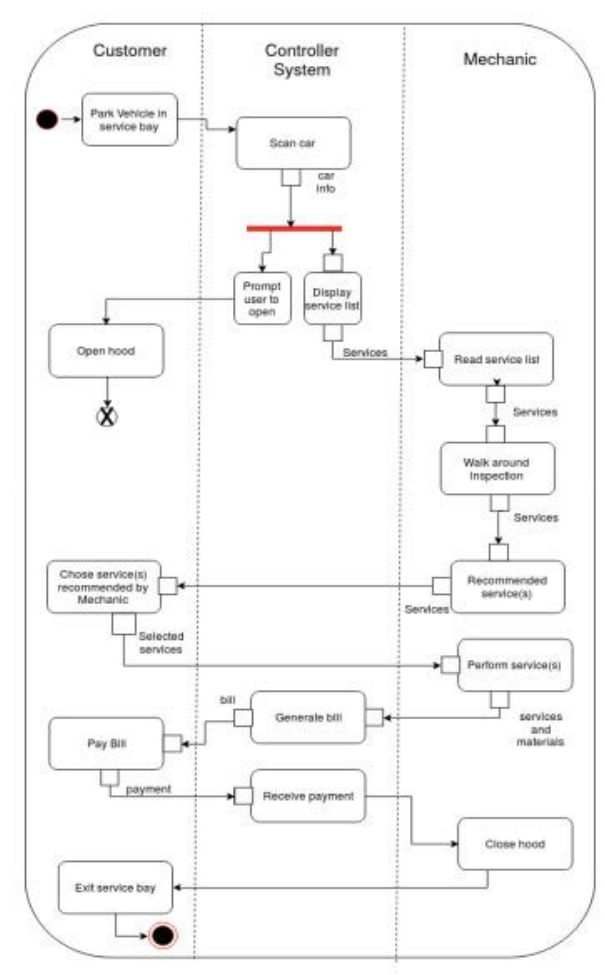 Customer
Controller
System
Mechanic
Park Vehicle in
service bay
Scan car
car
info
Prompt
user to
open
Display
service list
Open hood
X
Services
Read service list
Services
Walk around
inspection
Services
Recommended
service(s)
Services
Chose service(s)
recommended by
Mechanic
Selected
services
Perform service(s)
services
and
materials
Generate bill
bill
Pay Bill
payment
Receive payment
Close hood
Exit service bay